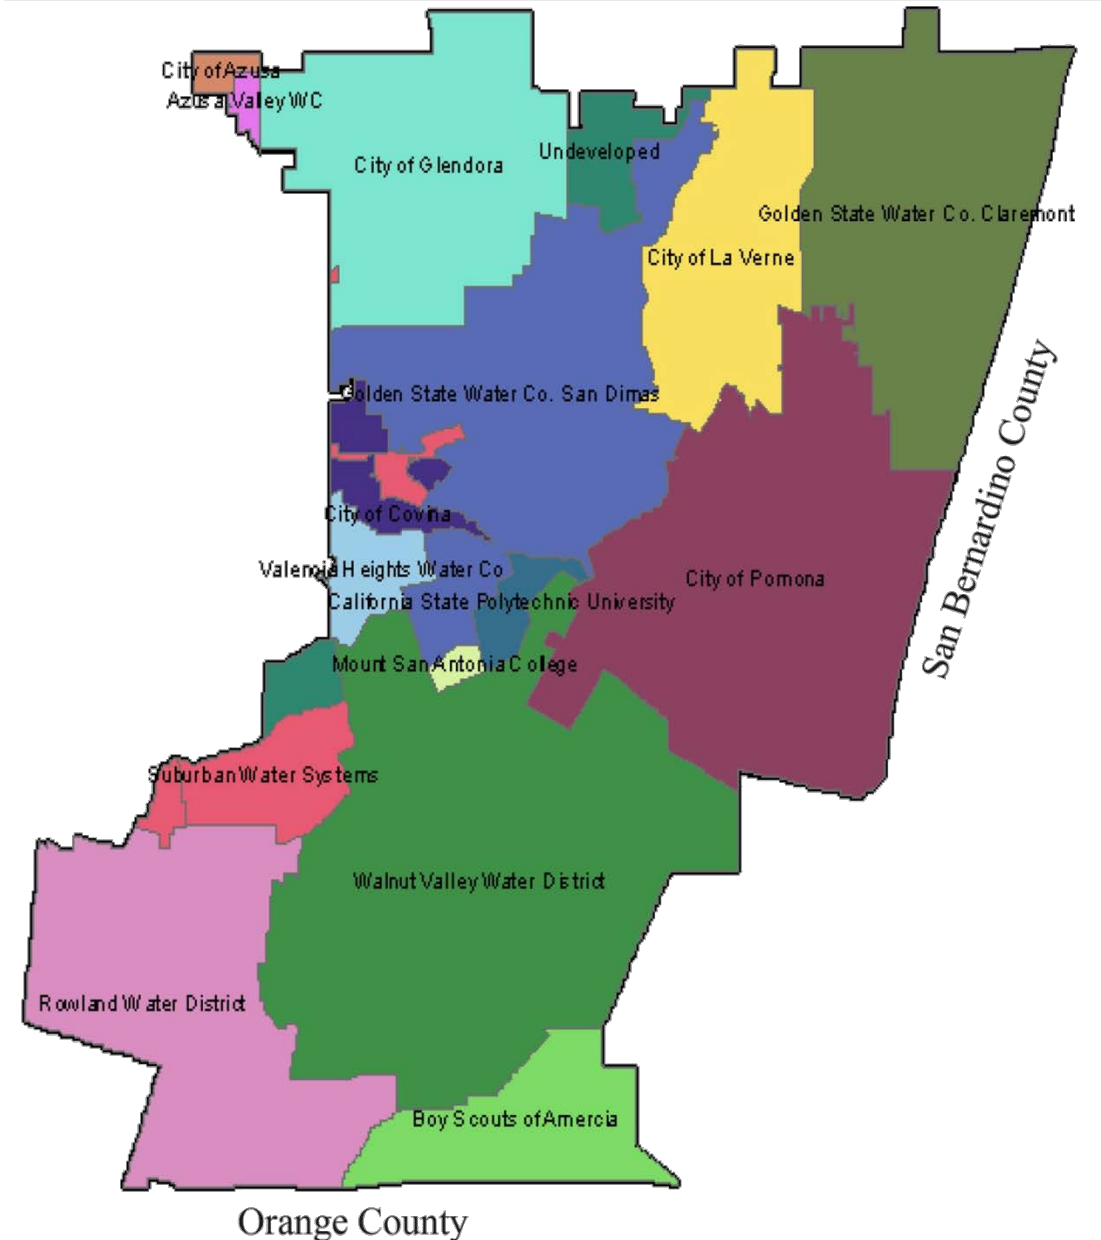 City of Azusa
Azusa Valley WC
City of Glendora
Undeveloped
Golden State Water Co. Claremont
City of La Verne
Golden State Water Co. San Dimas
San Bernardino County
City of Covina
Valencia Heights Water Co
City of Pomona
California State Polytechnic University
Mount San Antonia College
Suburban Water Systems
Walnut Valley Water District
Rowland Water District
Boy Scouts of Amercia
Orange County